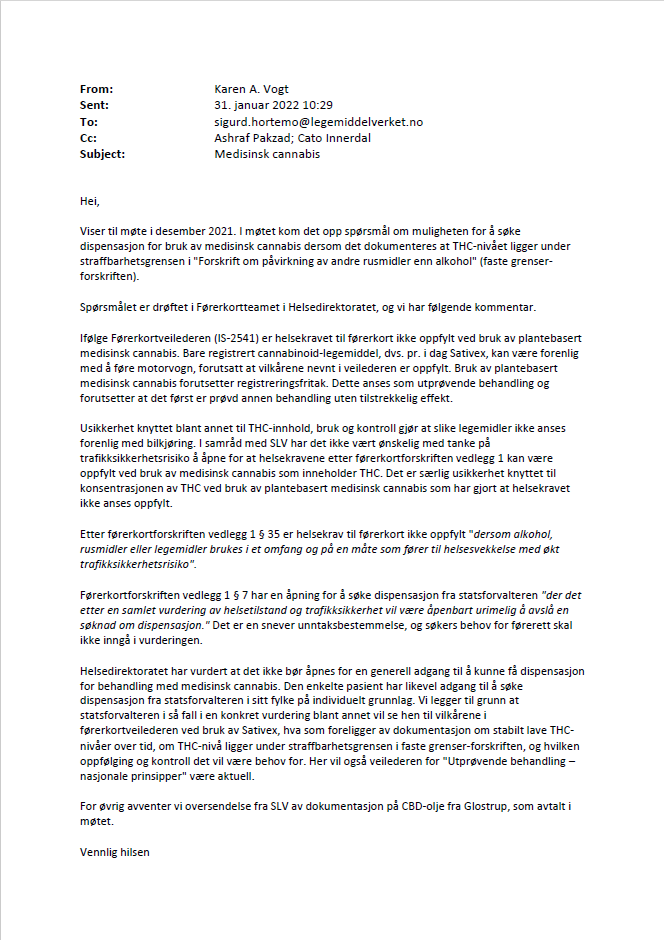 From: Karen A. Vogt
Sent: 31. januar 2022 10:29
To: sigurd.hortemo@legemiddelverket.no
Cc: Ashraf Pakzad; Cato Innerdal
Subject: Medisinsk cannabis
Hei,
Viser til møte i desember 2021. I møtet kom det opp spørsmål om muligheten for å søke
dispensasjon for bruk av medisinsk cannabis dersom det dokumenteres at THC-nivået ligger under
straffbarhetsgrensen i "Forskrift om påvirkning av andre rusmidler enn alkohol" (faste grenser-
forskriften).
Spørsmålet er drøftet i Førerkortteamet i Helsedirektoratet, og vi har følgende kommentar.
Ifølge Førerkortveilederen (IS-2541) er helsekravet til førerkort ikke oppfylt ved bruk av plantebasert
medisinsk cannabis. Bare registrert cannabinoid-legemiddel, dvs. pr. i dag Sativex, kan være forenlig
med å føre motorvogn, forutsatt at vilkårene nevnt i veilederen er oppfylt. Bruk av plantebasert
medisinsk cannabis forutsetter registreringsfritak. Dette anses som utprøvende behandling og
forutsetter at det først er prøvd annen behandling uten tilstrekkelig effekt.
Usikkerhet knyttet blant annet til THC-innhold, bruk og kontroll gjør at slike legemidler ikke anses
forenlig med bilkjøring. I samråd med SLV har det ikke vært ønskelig med tanke på
trafikksikkerhetsrisiko å åpne for at helsekravene etter førerkortforskriften vedlegg 1 kan være
oppfylt ved bruk av medisinsk cannabis som inneholder THC. Det er særlig usikkerhet knyttet til
konsentrasjonen av THC ved bruk av plantebasert medisinsk cannabis som har gjort at helsekravet
ikke anses oppfylt.
Etter førerkortforskriften vedlegg 1 § 35 er helsekrav til førerkort ikke oppfylt "dersom alkohol,
rusmidler eller legemidler brukes i et omfang og på en måte som fører til helsesvekkelse med økt
trafikksikkerhetsrisiko".
Førerkortforskriften vedlegg 1 § 7 har en åpning for å søke dispensasjon fra statsforvalteren "der det
etter en samlet vurdering av helsetilstand og trafikksikkerhet vil være åpenbart urimelig å avslå en
søknad om dispensasjon." Det er en snever unntaksbestemmelse, og søkers behov for førerett skal
ikke inngå i vurderingen.
Helsedirektoratet har vurdert at det ikke bør åpnes for en generell adgang til å kunne få dispensasjon
for behandling med medisinsk cannabis. Den enkelte pasient har likevel adgang til å søke
dispensasjon fra statsforvalteren i sitt fylke på individuelt grunnlag. Vi legger til grunn at
statsforvalteren i så fall i en konkret vurdering blant annet vil se hen til vilkårene i
førerkortveilederen ved bruk av Sativex, hva som foreligger av dokumentasjon om stabilt lave THC-
nivåer over tid, om THC-nivå ligger under straffbarhetsgrensen i faste grenser-forskriften, og hvilken
oppfølging og kontroll det vil være behov for. Her vil også veilederen for "Utprøvende behandling –
nasjonale prinsipper" være aktuell.
For øvrig avventer vi oversendelse fra SLV av dokumentasjon på CBD-olje fra Glostrup, som avtalt i
møtet.
Vennlig hilsen